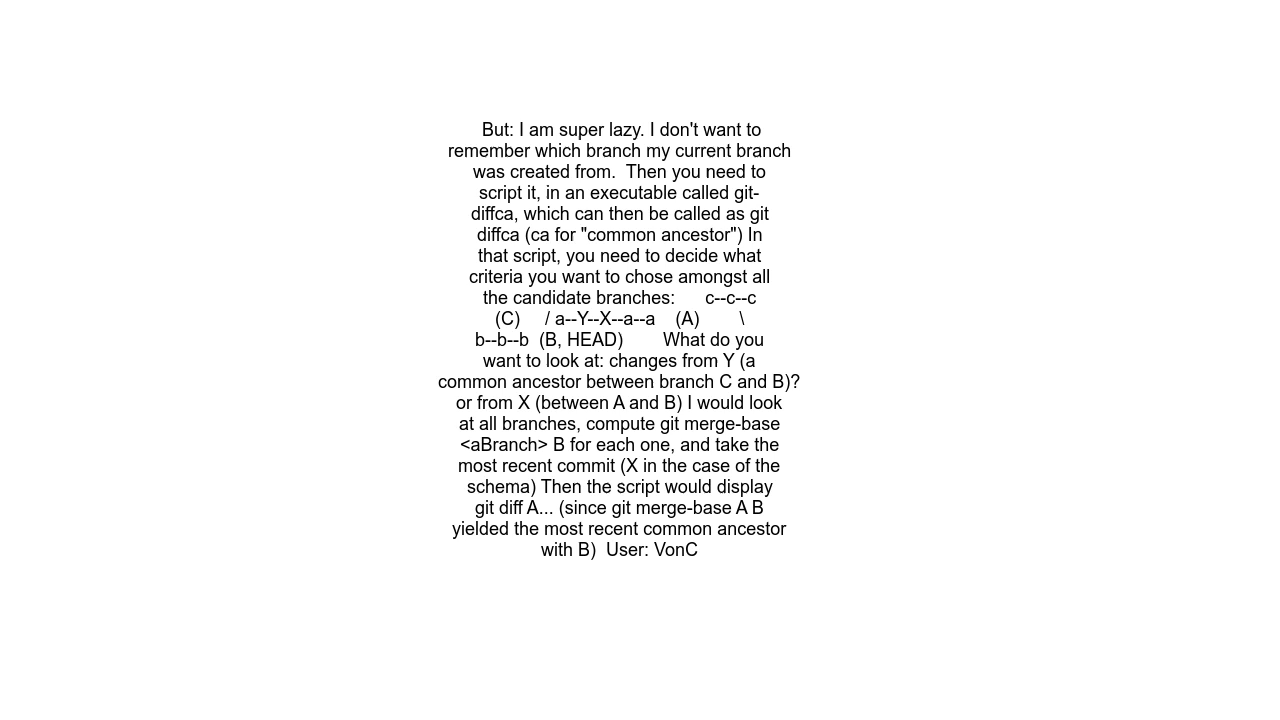 But: I am super lazy. I don't want to
remember which branch my current branch
was created from.  Then you need to
script it, in an executable called git-
diffca, which can then be called as git
diffca (ca for "common ancestor") In
that script, you need to decide what
criteria you want to chose amongst all
the candidate branches:      c--c--c
(C)     / a--Y--X--a--a    (A)        \
b--b--b  (B, HEAD)        What do you
want to look at: changes from Y (a
common ancestor between branch C and B)?
or from X (between A and B) I would look
at all branches, compute git merge-base
<aBranch> B for each one, and take the
most recent commit (X in the case of the
schema) Then the script would display
git diff A... (since git merge-base A B
yielded the most recent common ancestor
with B)  User: VonC